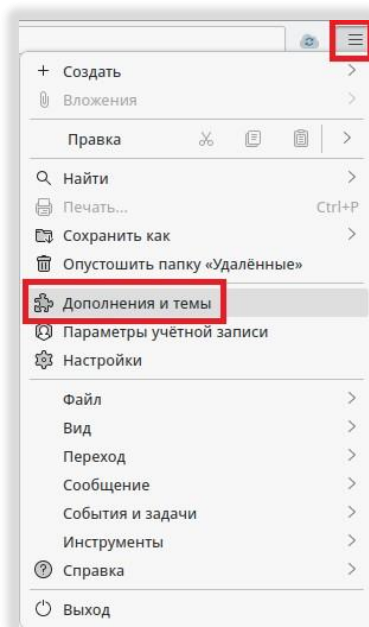 Создать
Вложения
Правка
Найти
Печать... Ctrl+P
Сохранить как
Опустошить папку «Удалённые»
Дополнения и темы
Параметры учётной записи
Настройки
Файл
Вид
Переход
Сообщение
События и задачи
Инструменты
Справка
Выход